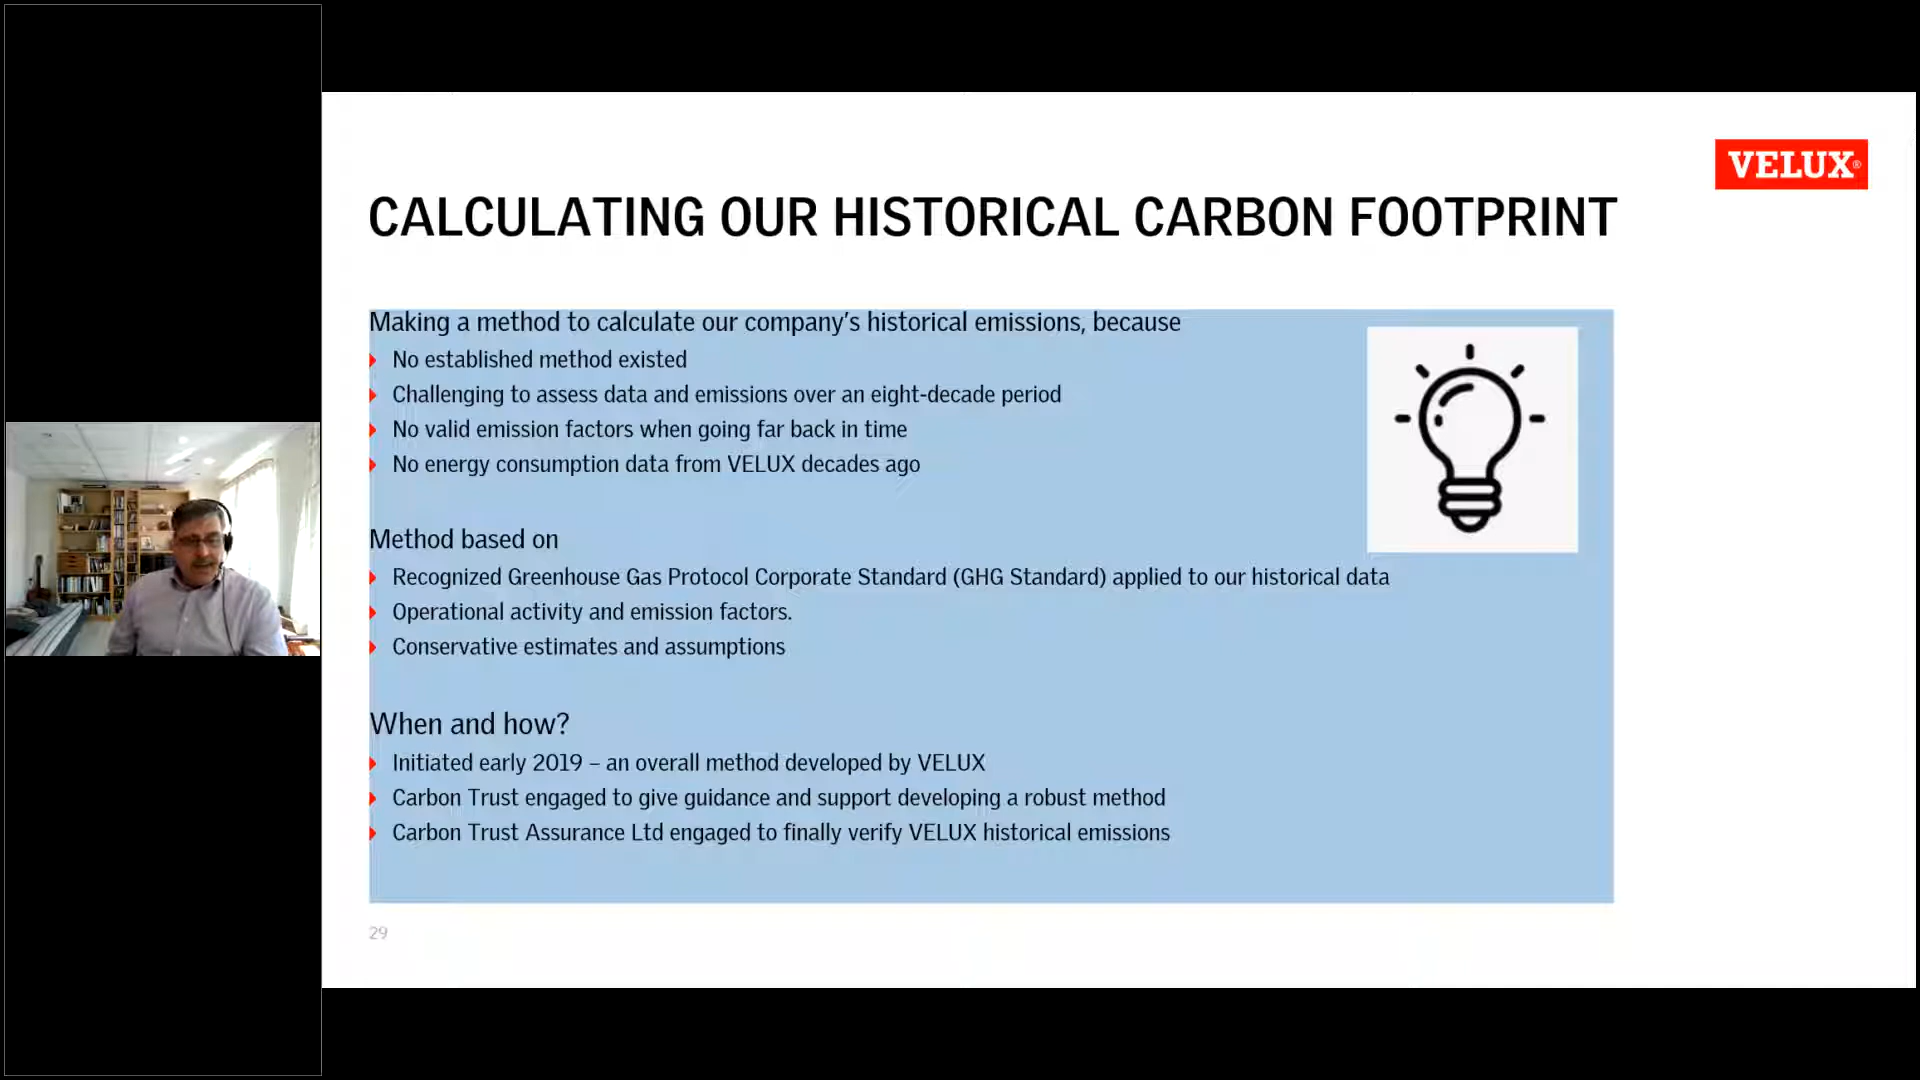 VELUX®
CALCULATING OUR HISTORICAL CARBON FOOTPRINT
Making a method to calculate our company's historical emissions, because
No established method existed
Challenging to assess data and emissions over an eight-decade period
No valid emission factors when going far back in time
No energy consumption data from VELUX decades ago
Method based on
Recognized Greenhouse Gas Protocol Corporate Standard (GHG Standard) applied to our historical data
Operational activity and emission factors.
Conservative estimates and assumptions
When and how?
Initiated early 2019 – an overall method developed by VELUX
Carbon Trust engaged to give guidance and support developing a robust method
Carbon Trust Assurance Ltd engaged to finally verify VELUX historical emissions
29